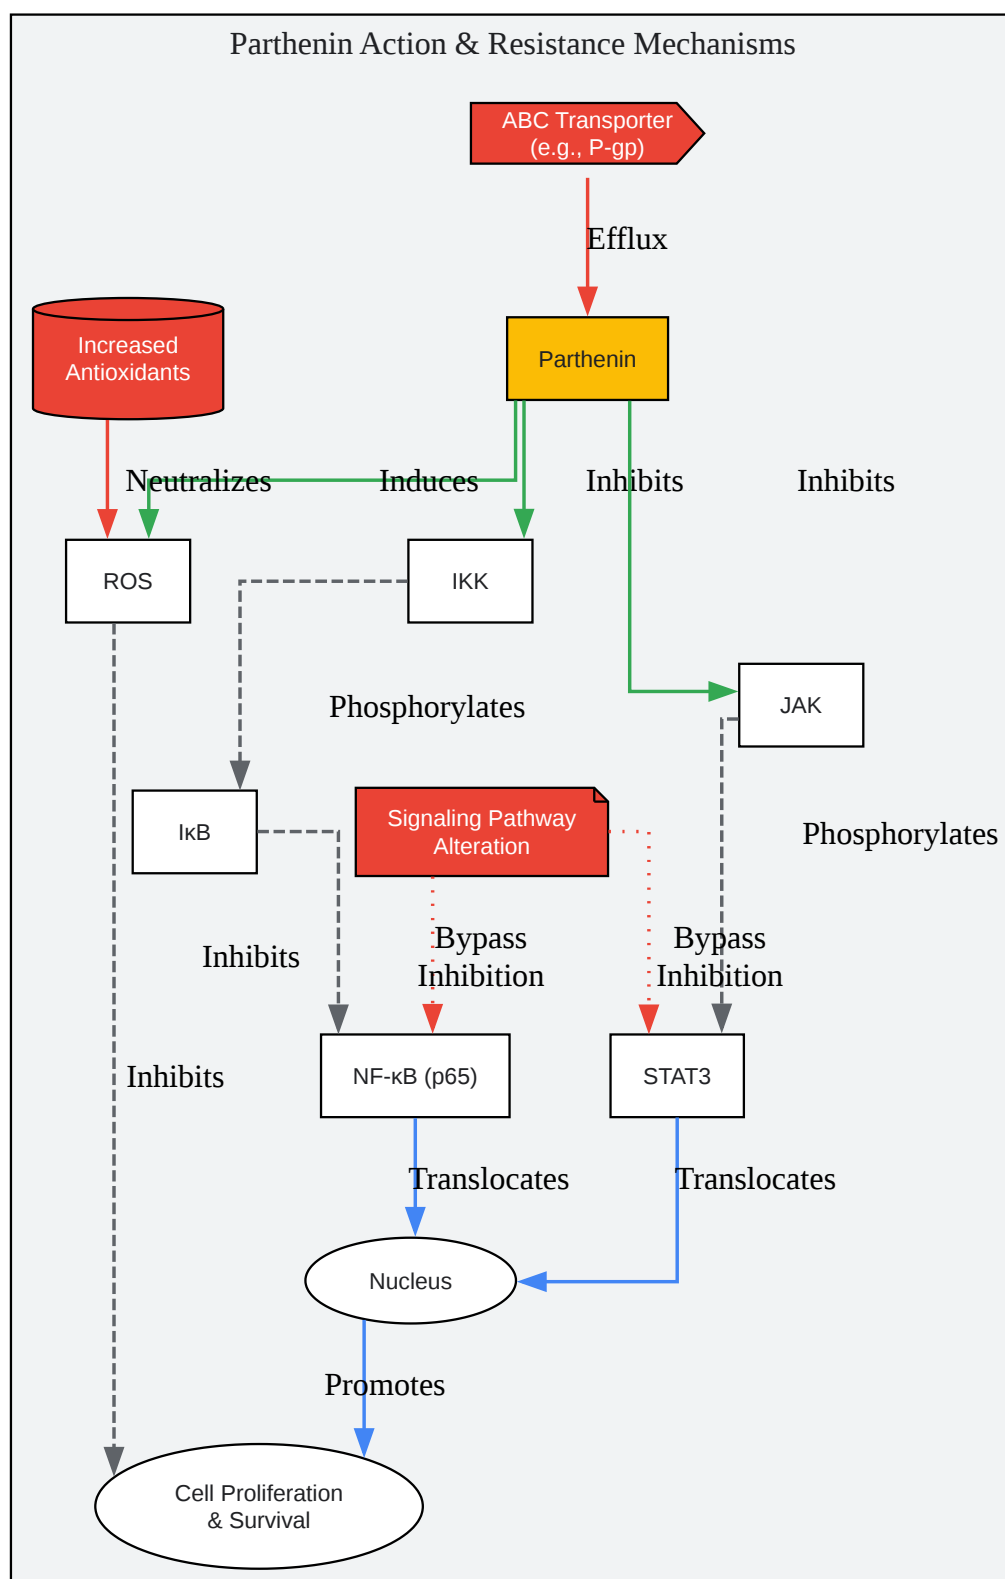 Parthenin Action & Resistance Mechanisms
ABC Transporter
(e.g., P-gp)
Efflux
Increased
Antioxidants
Parthenin
Neutralizes
Induces
Inhibits
Inhibits
ROS
IKK
Phosphorylates
JAK
IκB
Signaling Pathway
Alteration
Phosphorylates
Inhibits
Bypass
Inhibition
Bypass
Inhibition
NF-κB (p65)
STAT3
Inhibits
Translocates
Translocates
Nucleus
Promotes
Cell Proliferation
& Survival